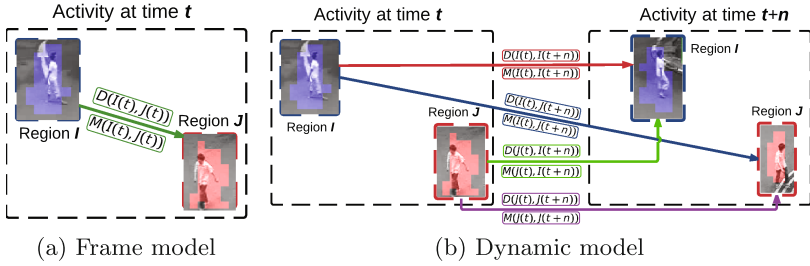 Activity at time t
Region I
D(I(t), J(t))
M(I(t), J(t))
Region J
(a) Frame model
Activity at time t
Activity at time t+n
Region I
Region J
D(I(t), I(t+n))
M(I(t), I(t+n))
D(I(t), J(t+n))
M(I(t), J(t+n))
D(J(t), I(t+n))
M(J(t), I(t+n))
D(J(t), J(t+n))
M(J(t), J(t+n))
Region I
Region J
(b) Dynamic model